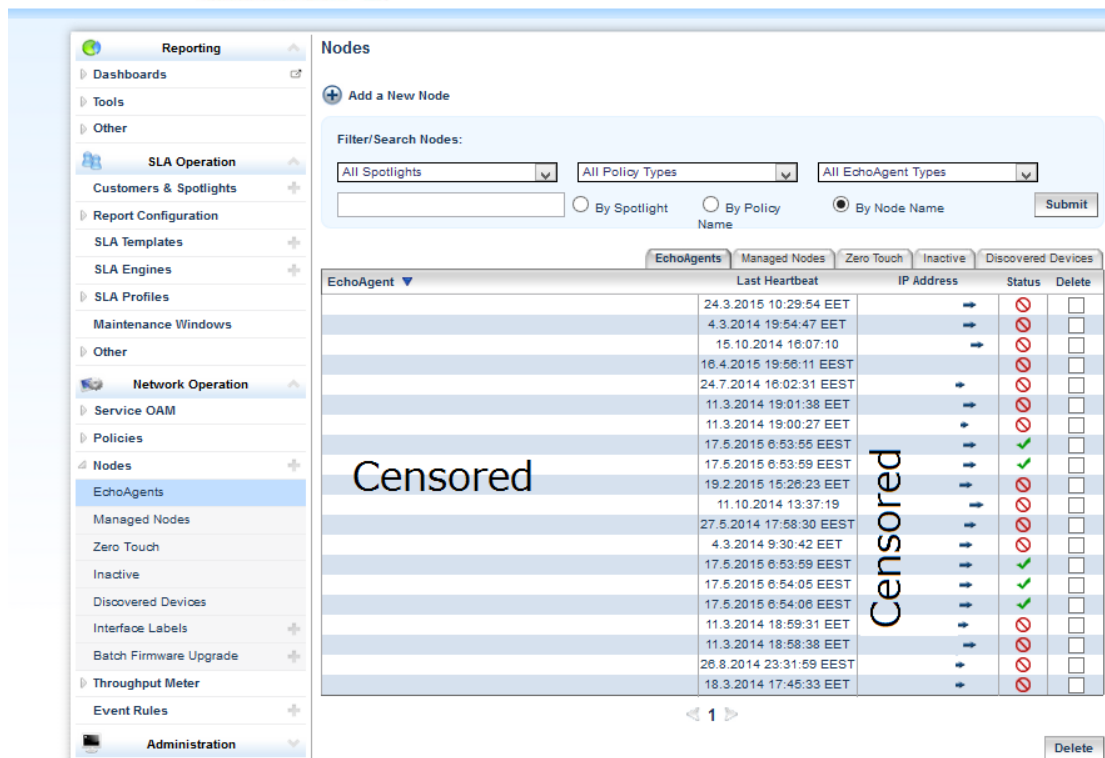 Reporting
Dashboards
Tools
Other
SLA Operation
Customers & Spotlights
Report Configuration
SLA Templates
SLA Engines
SLA Profiles
Maintenance Windows
Other
Network Operation
Service OAM
Policies
Nodes
EchoAgents
Managed Nodes
Zero Touch
Inactive
Discovered Devices
Interface Labels
Batch Firmware Upgrade
Throughput Meter
Event Rules
Administration
Nodes
Add a New Node
Filter/Search Nodes:
All Spotlights All Policy Types All EchoAgent Types
By Spotlight By Policy Name By Node Name Submit
EchoAgents Managed Nodes Zero Touch Inactive Discovered Devices
EchoAgent Last Heartbeat IP Address Status Delete
24.3.2015 10:29:54 EET
4.3.2014 19:54:47 EET
15.10.2014 16:07:10
16.4.2015 19:56:11 EEST
24.7.2014 16:02:31 EEST
11.3.2014 19:01:38 EET
11.3.2014 19:00:27 EET
17.5.2015 6:53:55 EEST
17.5.2015 6:53:59 EEST
19.2.2015 15:26:23 EET
11.10.2014 13:37:19
27.5.2014 17:58:30 EEST
4.3.2014 9:30:42 EET
17.5.2015 6:53:59 EEST
17.5.2015 6:54:05 EEST
17.5.2015 6:54:06 EEST
11.3.2014 18:59:31 EET
11.3.2014 18:58:38 EET
26.8.2014 23:31:59 EEST
18.3.2014 17:45:33 EET
Censored
Censored
1
Delete